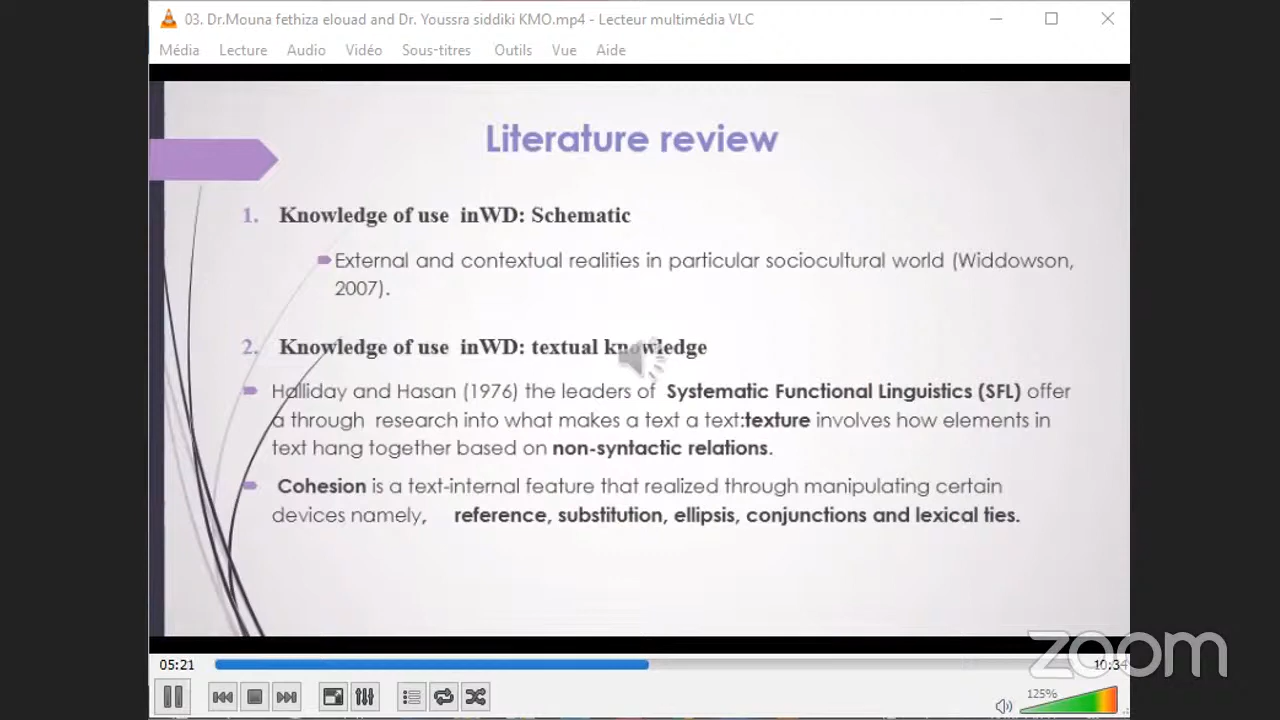 03. Dr.Mouna fethiza elouad and Dr. Youssra siddiki KMO.mp4 - Lecteur multimédia VLC
Média Lecture Audio Vidéo Sous-titres Outils Vue Aide
Literature review
1. Knowledge of use inWD: Schematic
External and contextual realities in particular sociocultural world (Widdowson,
2007).
2. Knowledge of use inWD: textual knowledge
Halliday and Hasan (1976) the leaders of Systematic Functional Linguistics (SFL) offer
a through research into what makes a text a text:texture involves how elements in
text hang together based on non-syntactic relations.
Cohesion is a text-internal feature that realized through manipulating certain
devices namely, reference, substitution, ellipsis, conjunctions and lexical ties.
05:21
10:34
zoom
125%